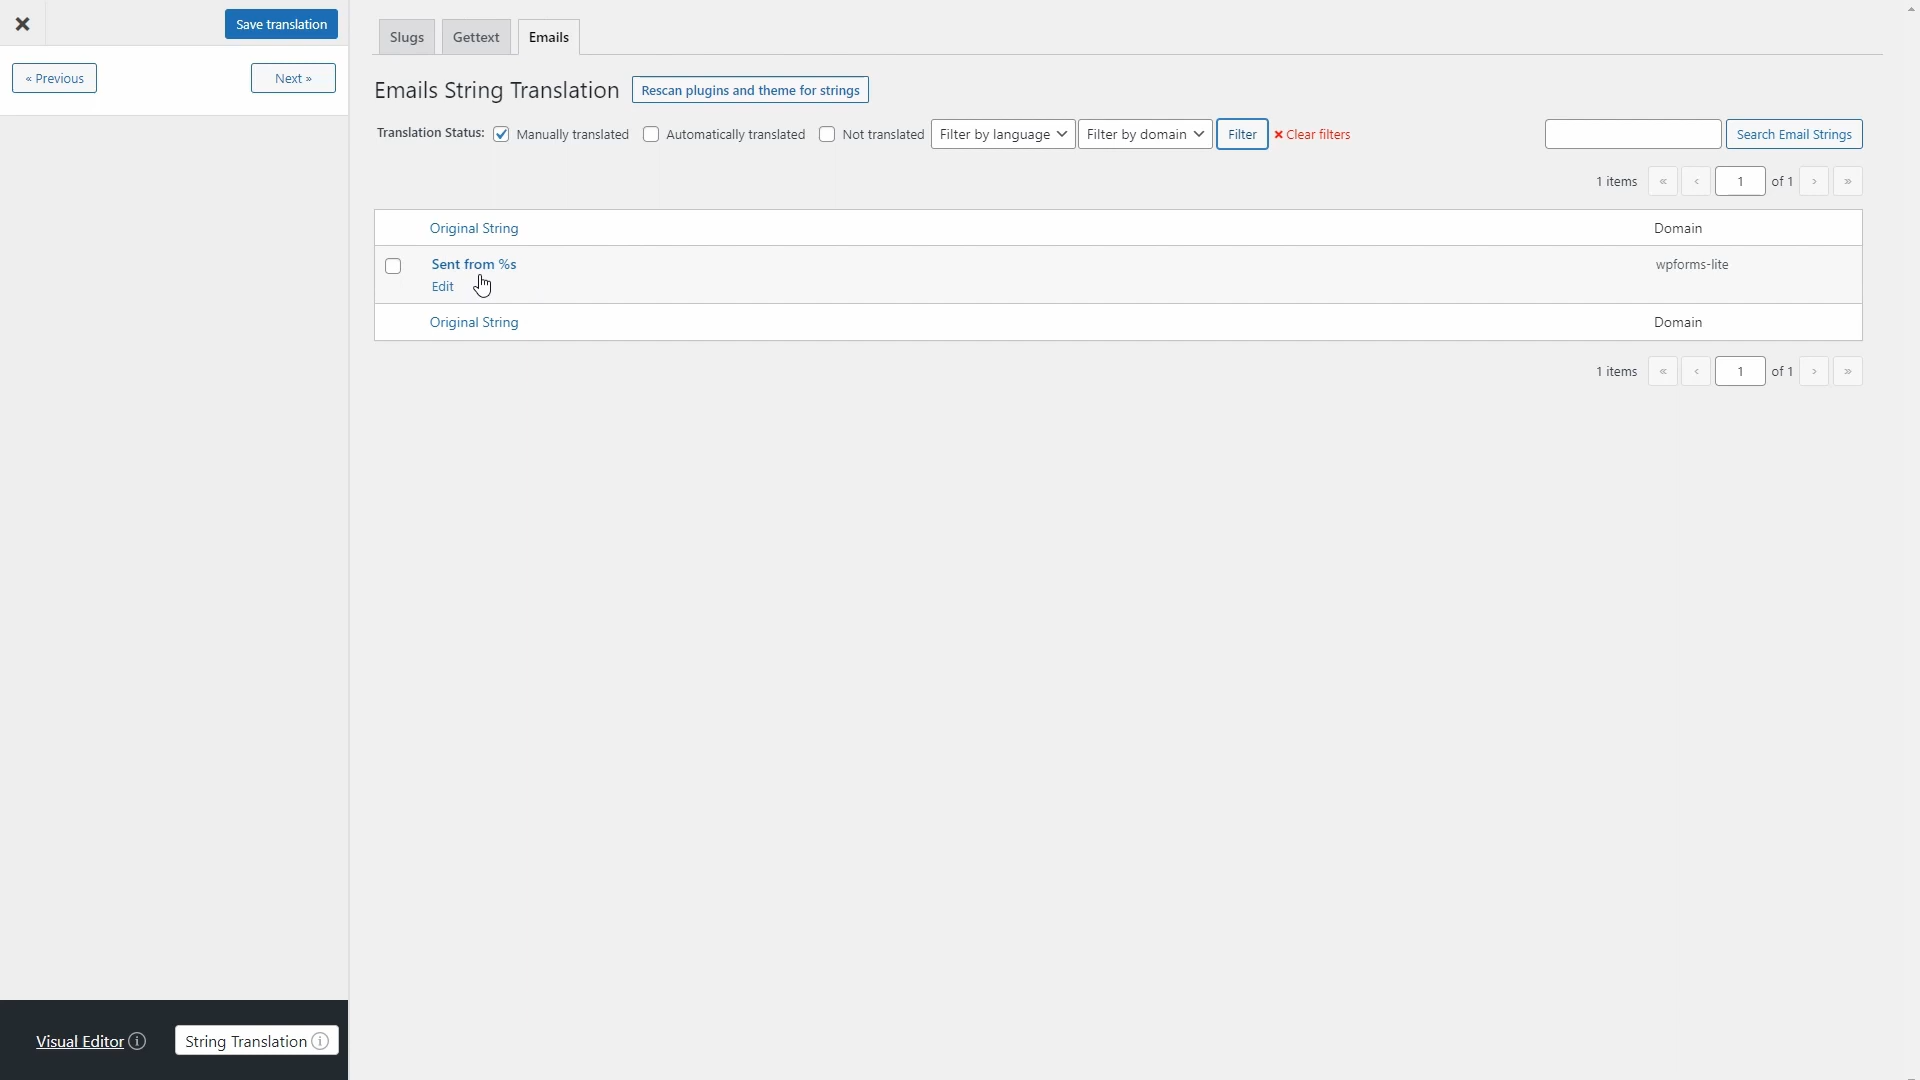 Save translation
« Previous
Next »
Slugs
Gettext
Emails
Emails String Translation
Rescan plugins and theme for strings
Translation Status:
Manually translated
Automatically translated
Not translated
Filter by language
Filter by domain
Filter
× Clear filters
Search Email Strings
1 items « ‹ 1 of 1 › »
Original String
Domain
Sent from %s
wpforms-lite
Edit
Original String
Domain
1 items « ‹ 1 of 1 › »
Visual Editor
String Translation